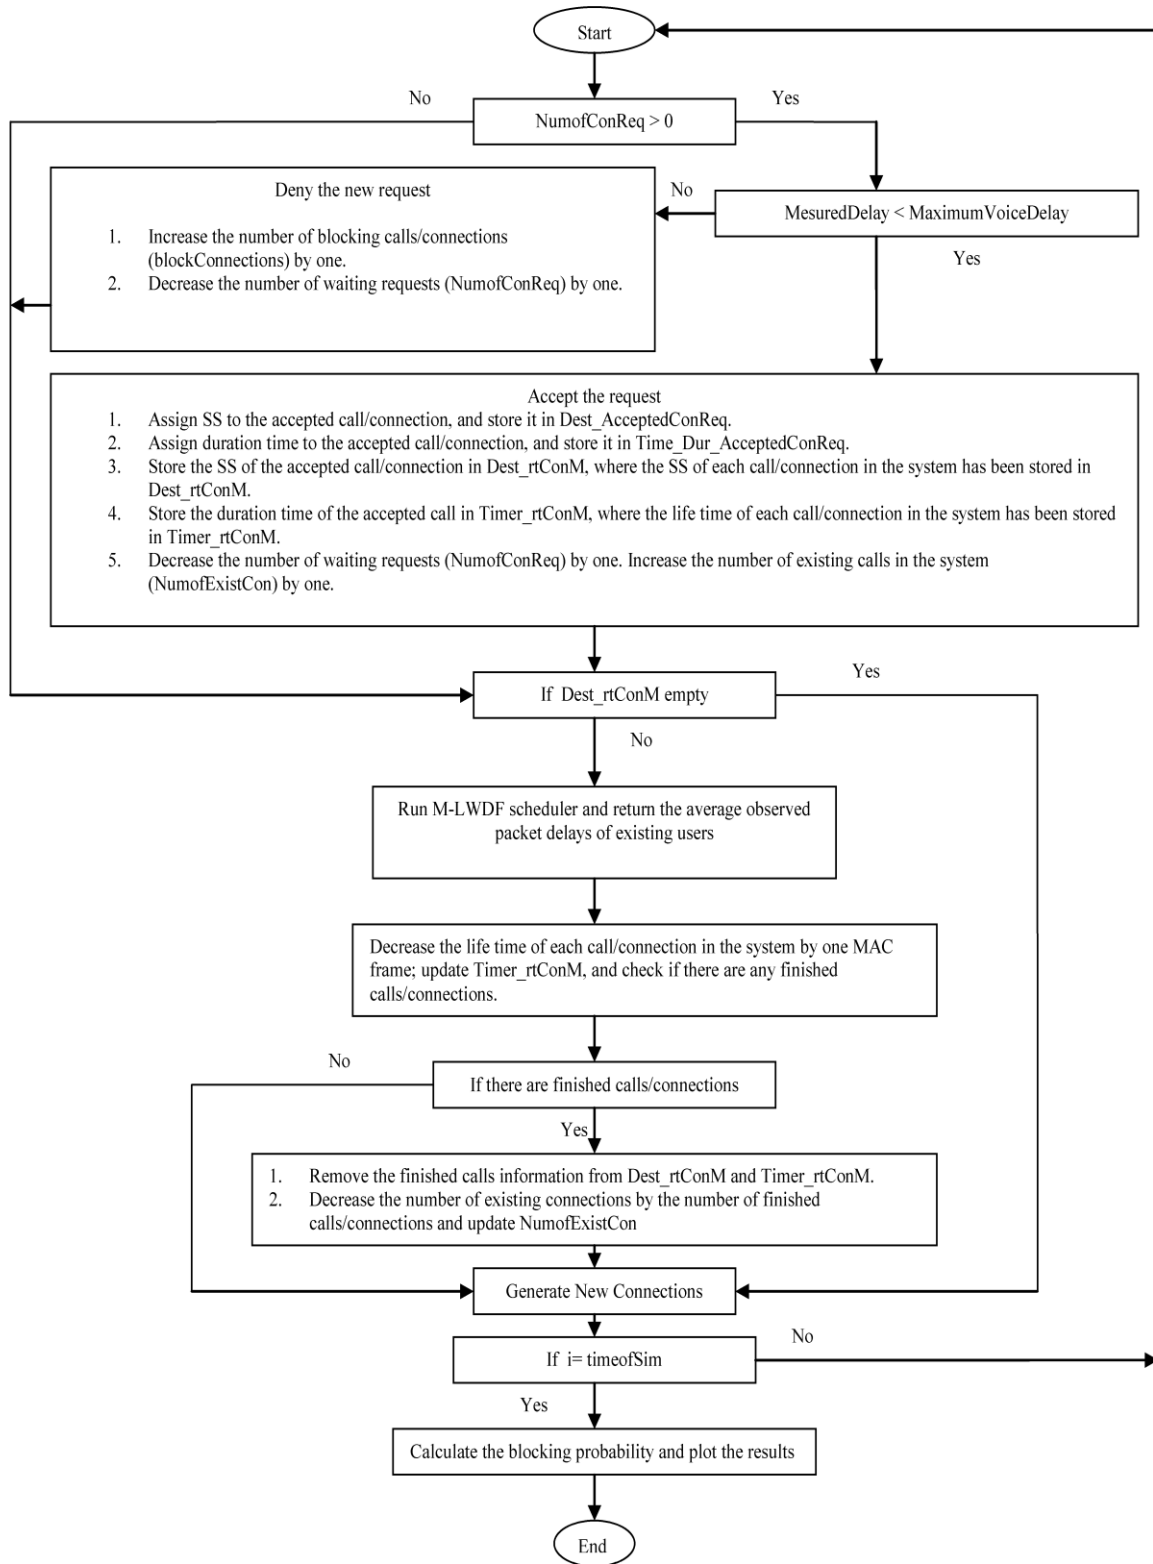 Start
No
Yes
NumofConReq > 0
Deny the new request
1. Increase the number of blocking calls/connections
(blockConnections) by one.
2. Decrease the number of waiting requests (NumofConReq) by one.
No
MesuredDelay < MaximumVoiceDelay
Yes
Accept the request
1. Assign SS to the accepted call/connection, and store it in Dest_AcceptedConReq.
2. Assign duration time to the accepted call/connection, and store it in Time_Dur_AcceptedConReq.
3. Store the SS of the accepted call/connection in Dest_rtConM, where the SS of each call/connection in the system has been stored in
Dest_rtConM.
4. Store the duration time of the accepted call in Timer_rtConM, where the life time of each call/connection in the system has been stored
in Timer_rtConM.
5. Decrease the number of waiting requests (NumofConReq) by one. Increase the number of existing calls in the system
(NumofExistCon) by one.
If Dest_rtConM empty
Yes
No
Run M-LWDF scheduler and return the average observed
packet delays of existing users
Decrease the life time of each call/connection in the system by one MAC
frame; update Timer_rtConM, and check if there are any finished
calls/connections.
No
If there are finished calls/connections
Yes
1. Remove the finished calls information from Dest_rtConM and Timer_rtConM.
2. Decrease the number of existing connections by the number of finished
calls/connections and update NumofExistCon
Generate New Connections
If i= timeofSim
No
Yes
Calculate the blocking probability and plot the results
End